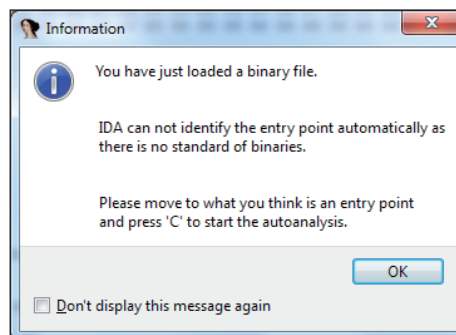 Information
You have just loaded a binary file.
IDA can not identify the entry point automatically as
there is no standard of binaries.
Please move to what you think is an entry point
and press 'C' to start the autoanalysis.
OK
Don't display this message again